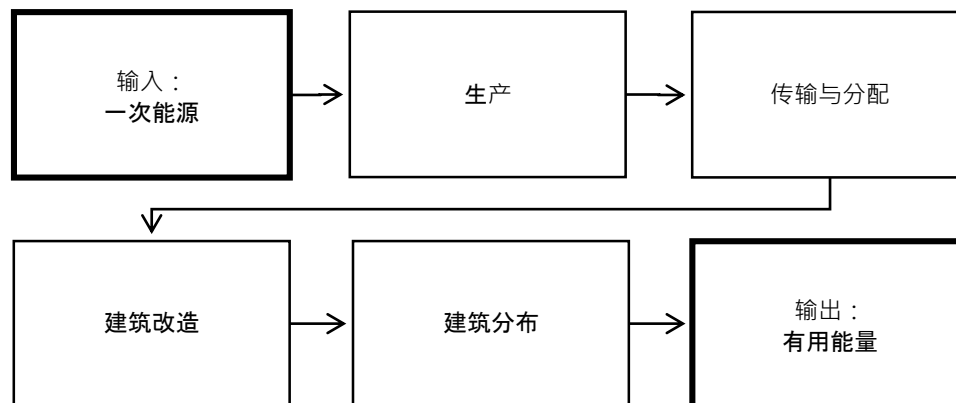 输入：
一次能源
生产
传输与分配
建筑改造
建筑分布
输出：
有用能量